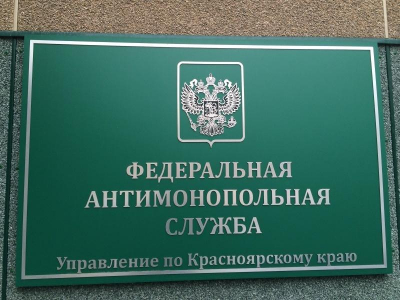 ФЕДЕРАЛЬНАЯ
АНТИМОНОПОЛЬНАЯ
СЛУЖБА
Управление по Красноярскому краю